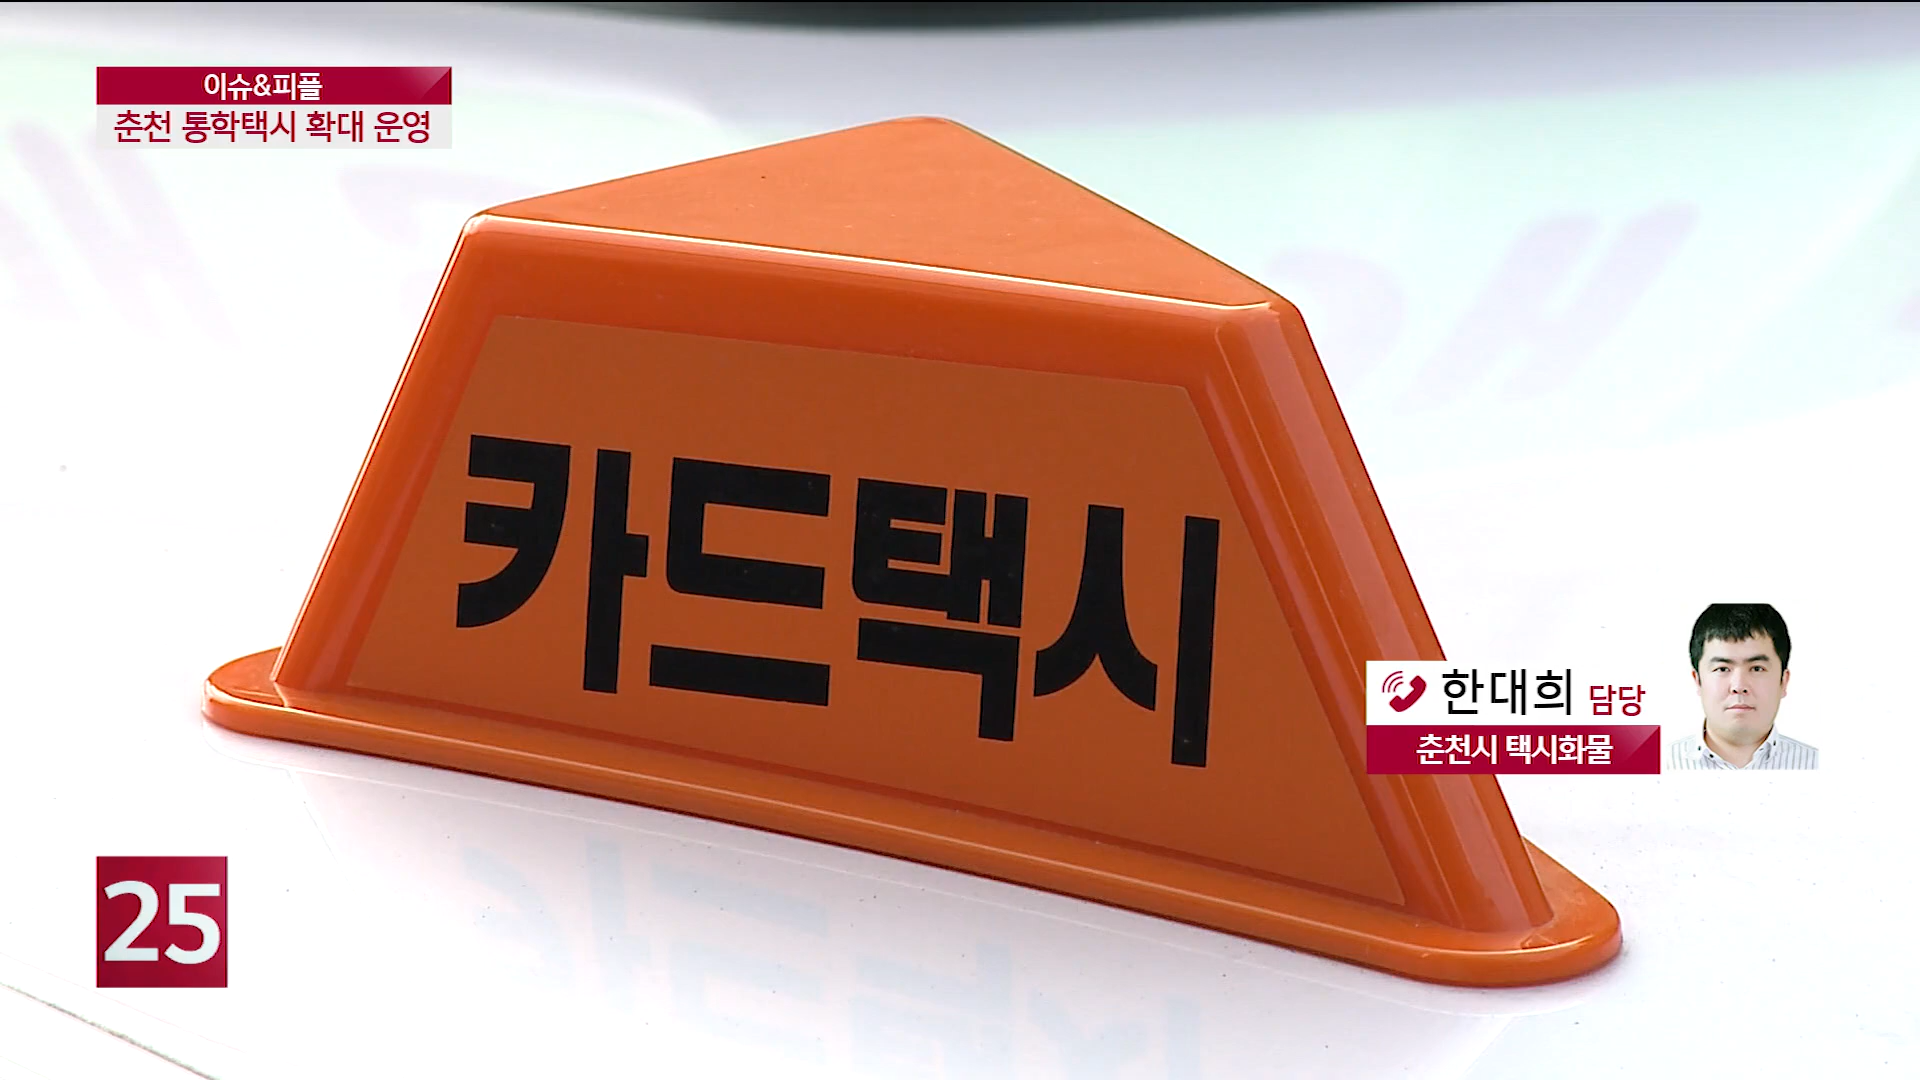 이슈&피플
춘천 통학택시 확대 운영
카드택시
한대희 담당
춘천시 택시화물
25